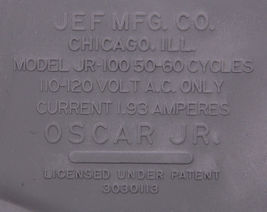 JEF MFG. CO.
CHICAGO. ILL.
MODEL JR-100 50-60 CYCLES
110-120 VOLT A.C. ONLY
CURRENT 1.93 AMPERES
OSCAR JR.
LICENSED UNDER PATENT
3030113